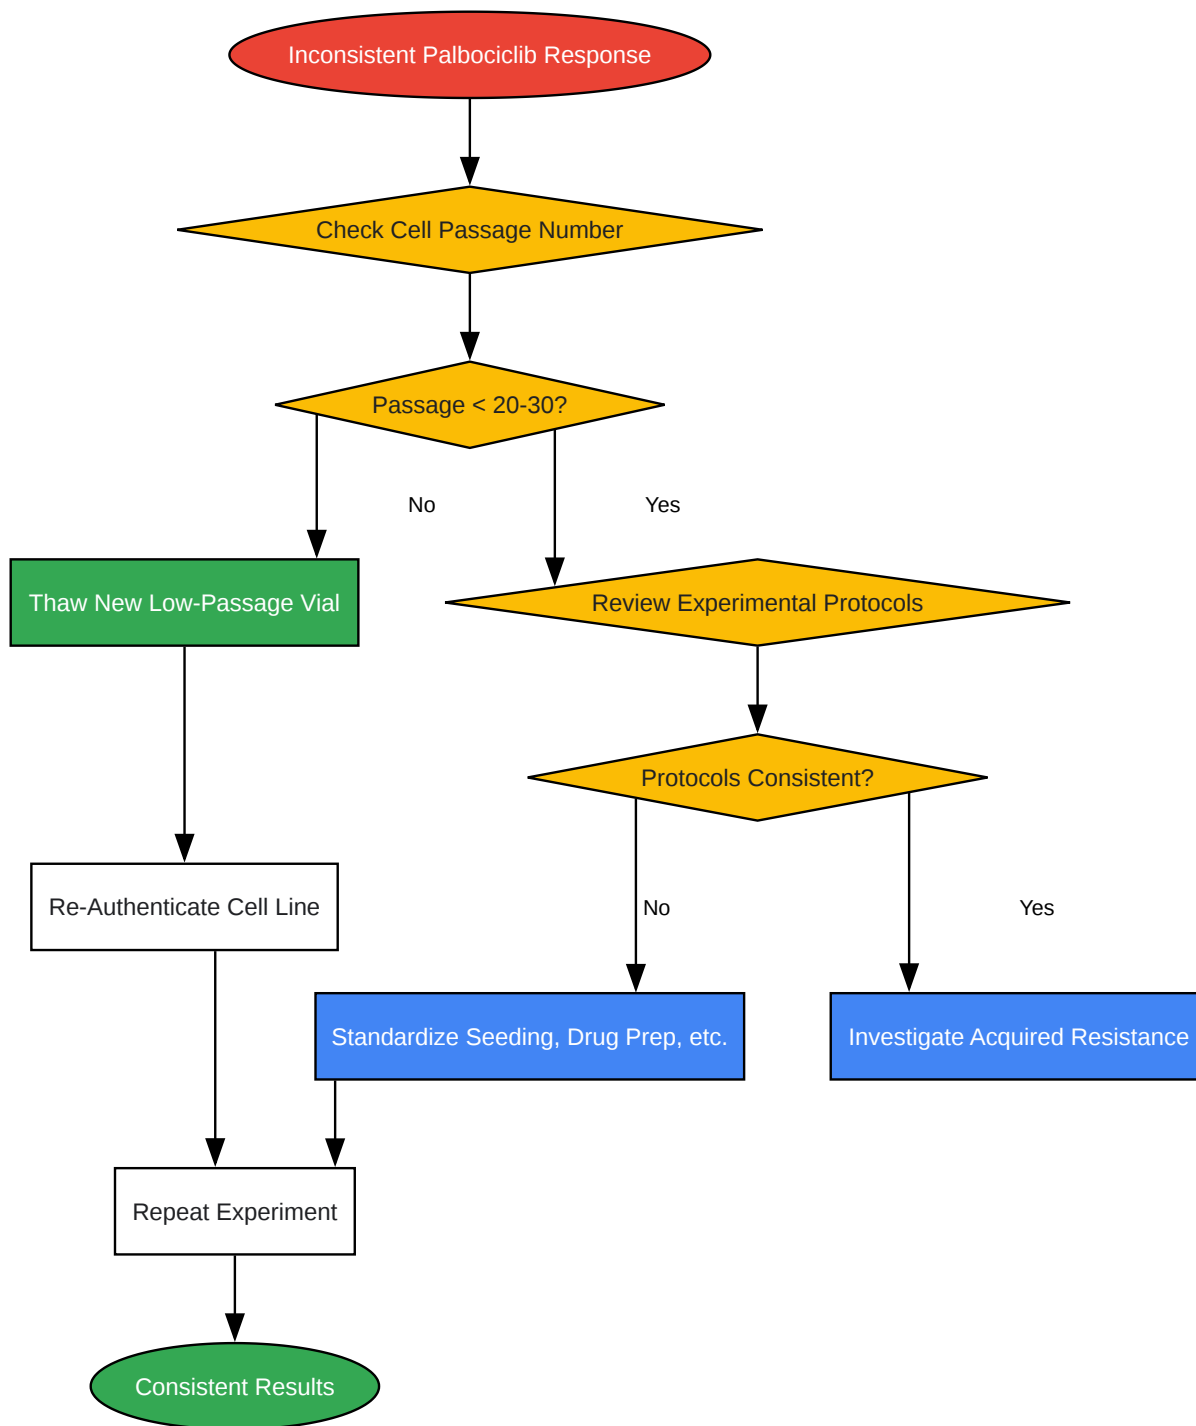 Inconsistent Palbociclib Response
Check Cell Passage Number
Passage < 20-30?
No
Yes
Thaw New Low-Passage Vial
Review Experimental Protocols
Protocols Consistent?
Re-Authenticate Cell Line
No
Yes
Standardize Seeding, Drug Prep, etc.
Investigate Acquired Resistance
Repeat Experiment
Consistent Results